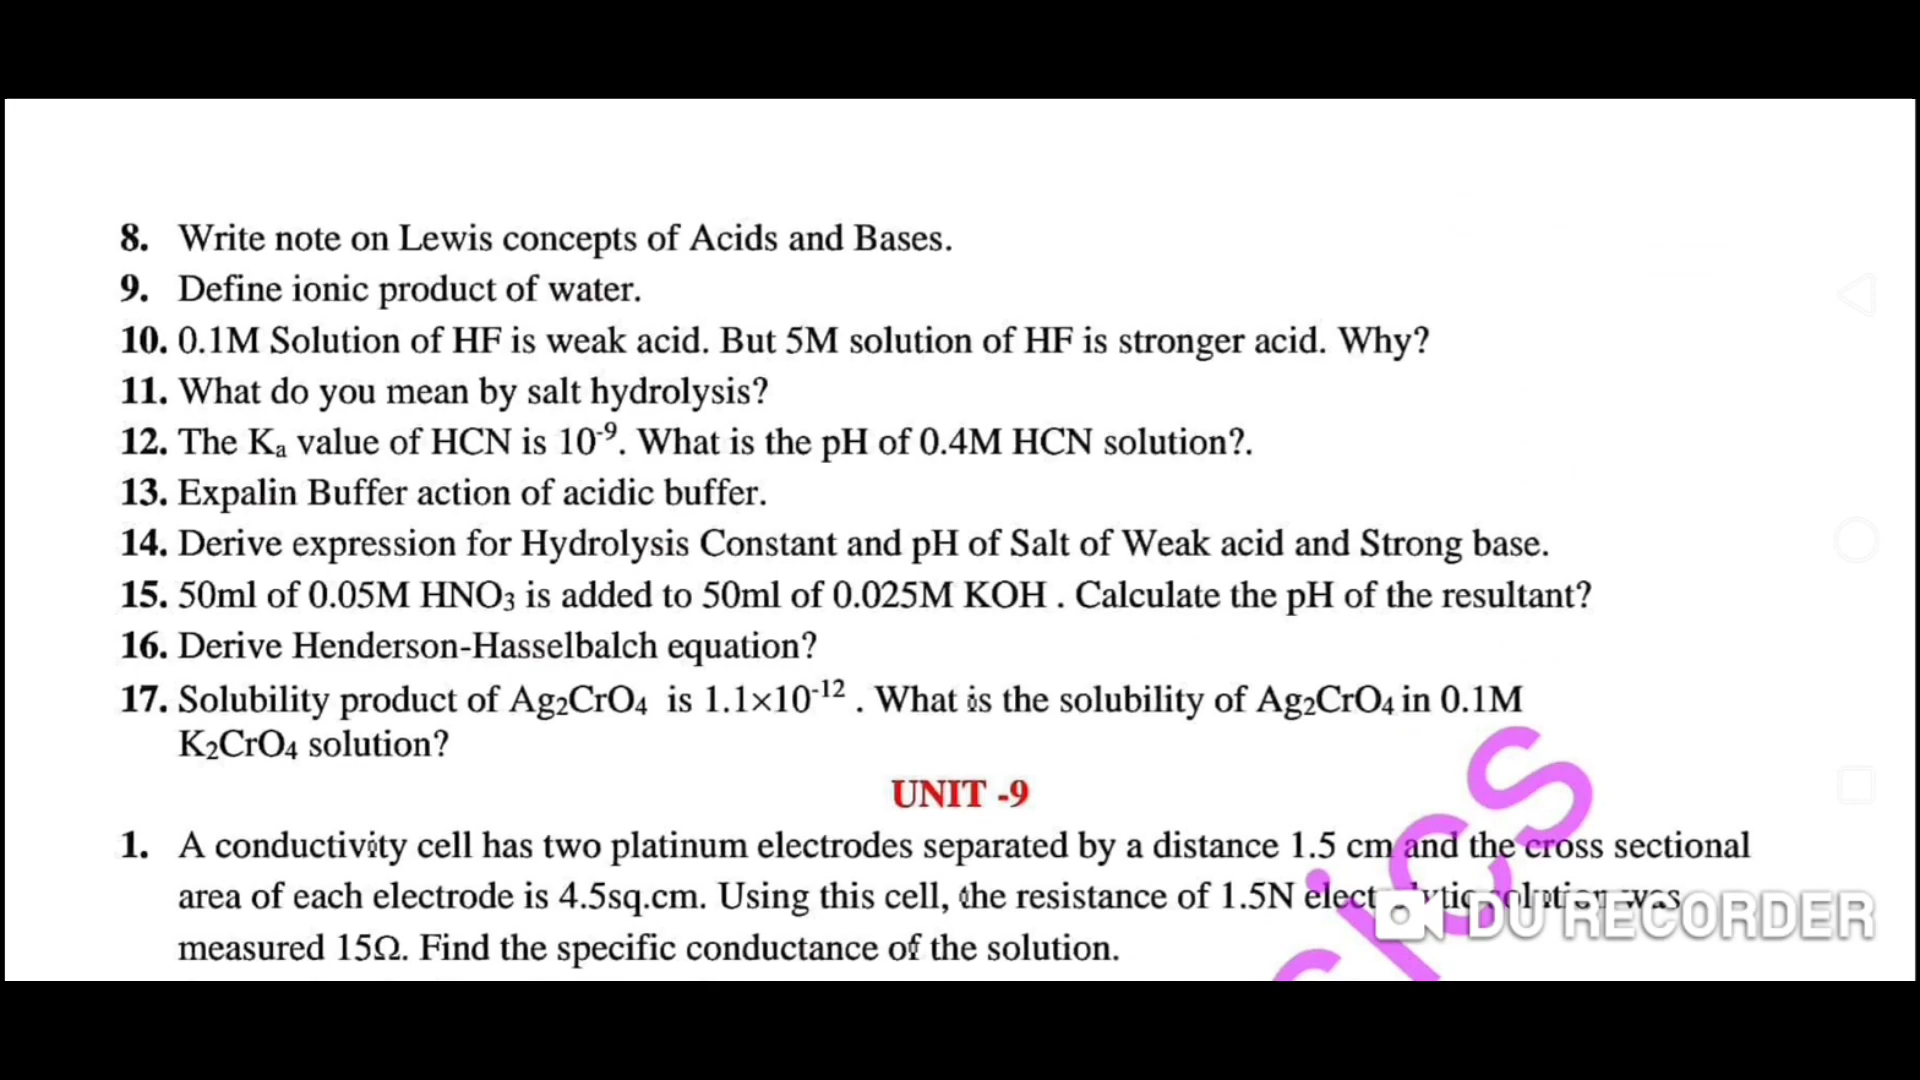 8. Write note on Lewis concepts of Acids and Bases.
9. Define ionic product of water.
10. 0.1M Solution of HF is weak acid. But 5M solution of HF is stronger acid. Why?
11. What do you mean by salt hydrolysis?
12. The Kₐ value of HCN is 10⁻⁹. What is the pH of 0.4M HCN solution?.
13. Expalin Buffer action of acidic buffer.
14. Derive expression for Hydrolysis Constant and pH of Salt of Weak acid and Strong base.
15. 50ml of 0.05M HNO₃ is added to 50ml of 0.025M KOH . Calculate the pH of the resultant?
16. Derive Henderson-Hasselbalch equation?
17. Solubility product of Ag₂CrO₄ is 1.1×10⁻¹² . What is the solubility of Ag₂CrO₄ in 0.1M
K₂CrO₄ solution?
UNIT -9
1. A conductivity cell has two platinum electrodes separated by a distance 1.5 cm and the cross sectional
area of each electrode is 4.5sq.cm. Using this cell, the resistance of 1.5N electrolytic solution was
DU RECORDER
measured 15Ω. Find the specific conductance of the solution.
ics